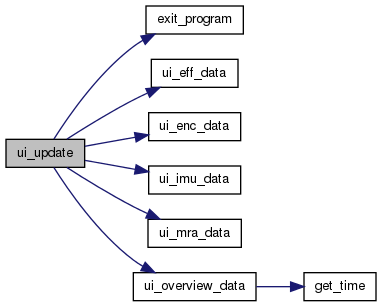 exit_program
ui_eff_data
ui_enc_data
ui_update
ui_imu_data
ui_mra_data
ui_overview_data
get_time